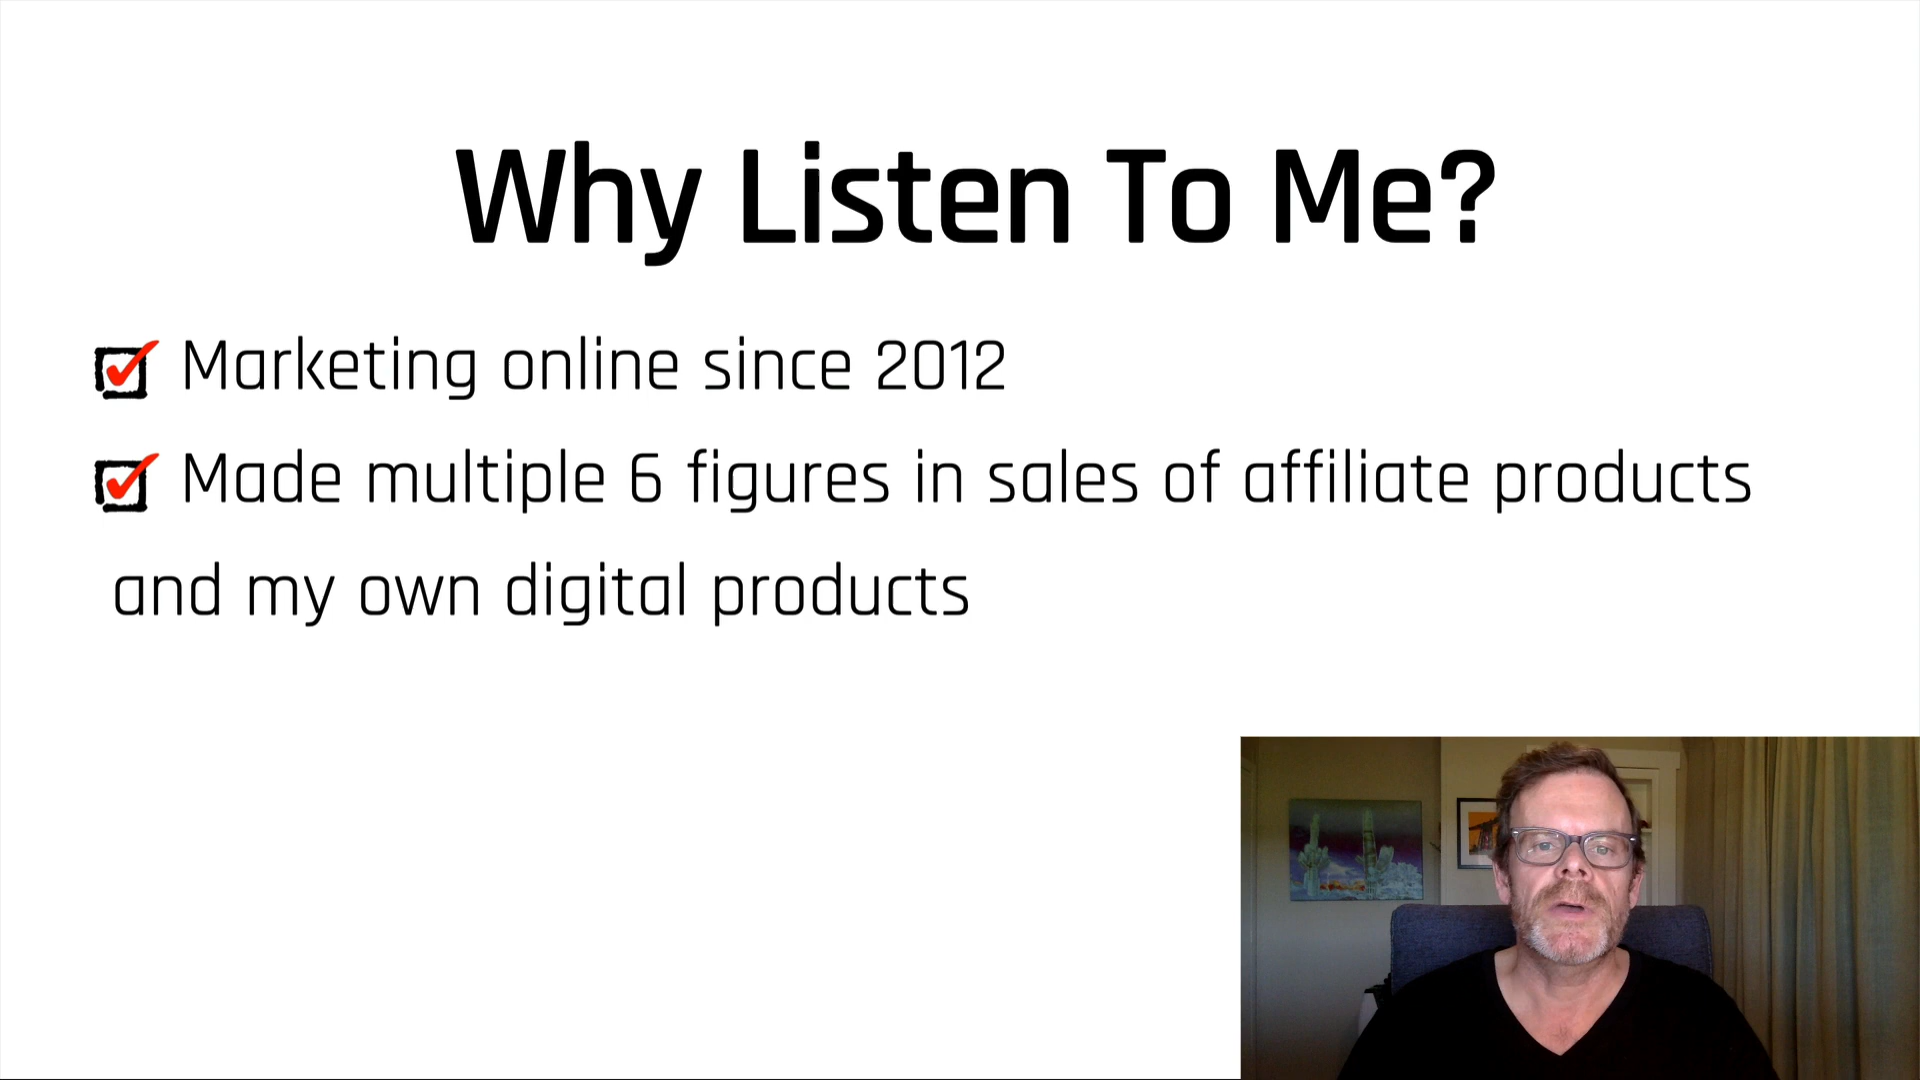 Why Listen To Me?
Marketing online since 2012
Made multiple 6 figures in sales of affiliate products
and my own digital products